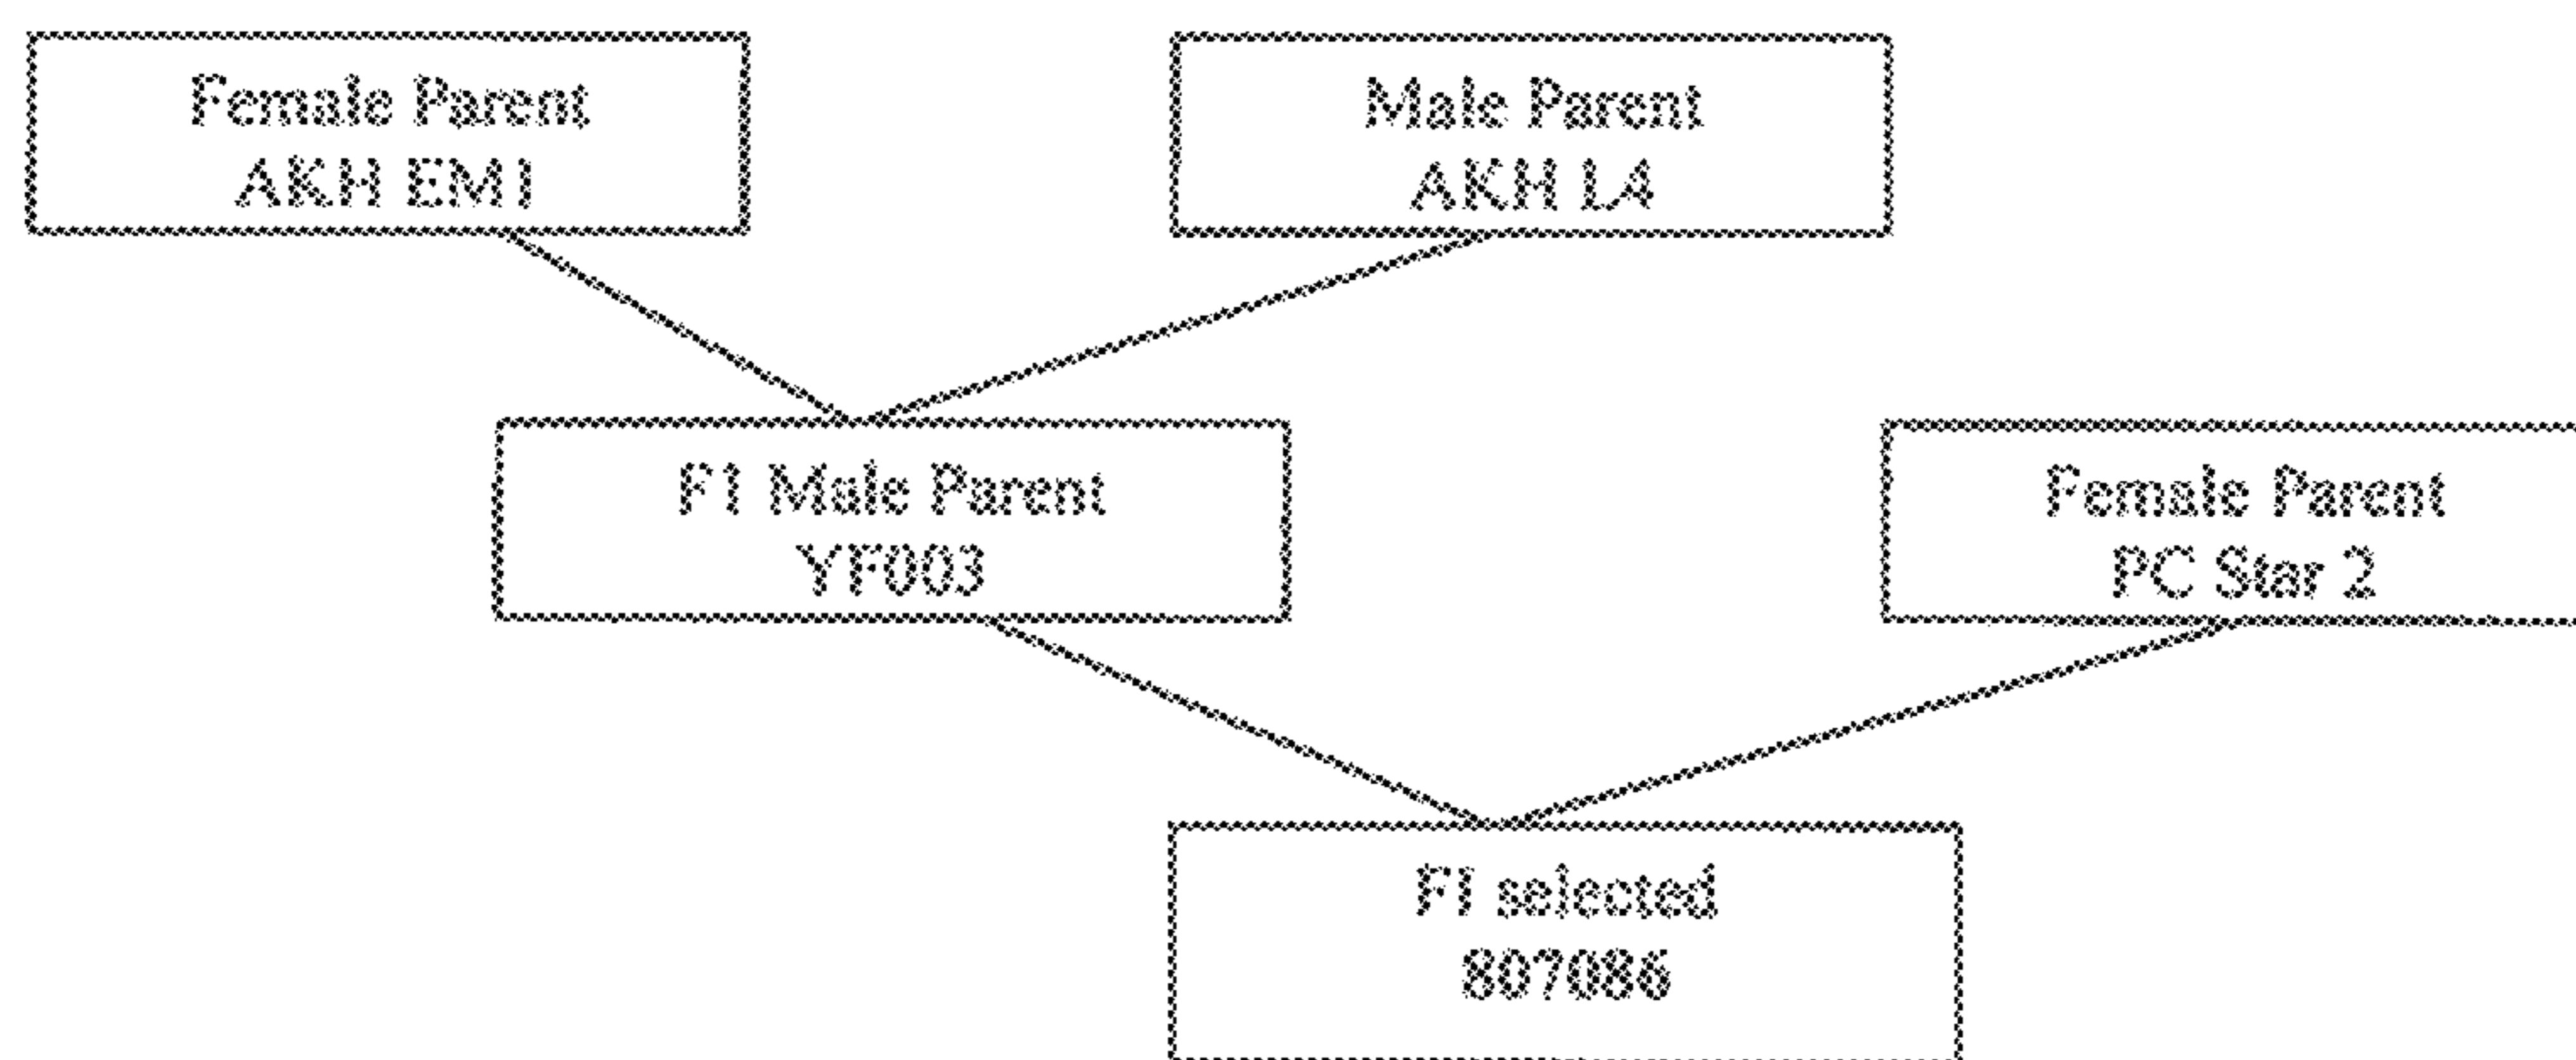 Female Parent
AKH EM1
Male Parent
AKH L4
F1 Male Parent
YF003
Female Parent
PC Star 2
F1 selected
807086